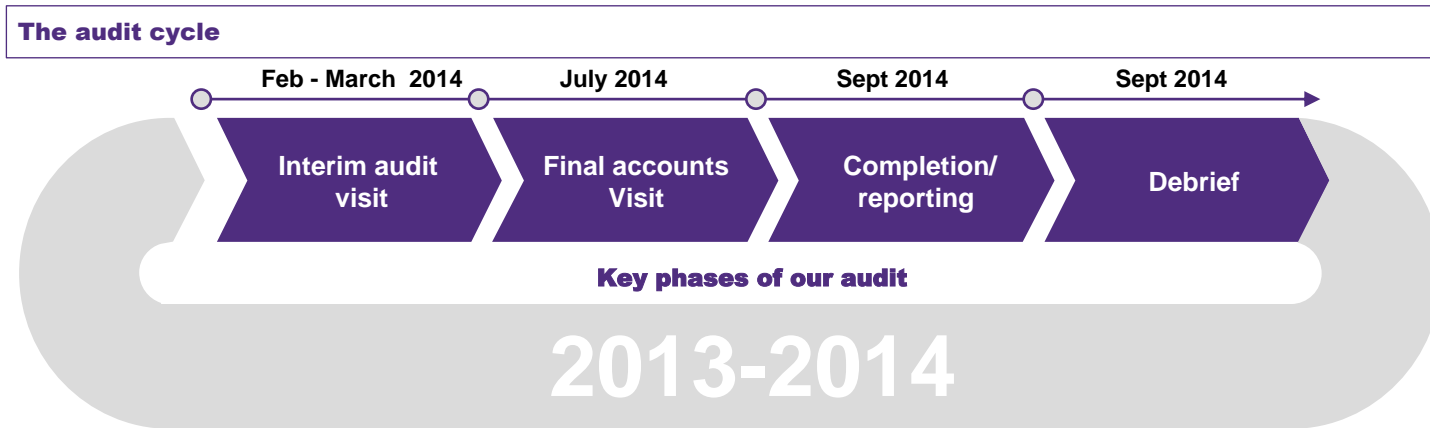 The audit cycle
Feb - March 2014
July 2014
Sept 2014
Sept 2014
Interim audit
visit
Final accounts
Visit
Completion/
reporting
Debrief
Key phases of our audit
2013-2014